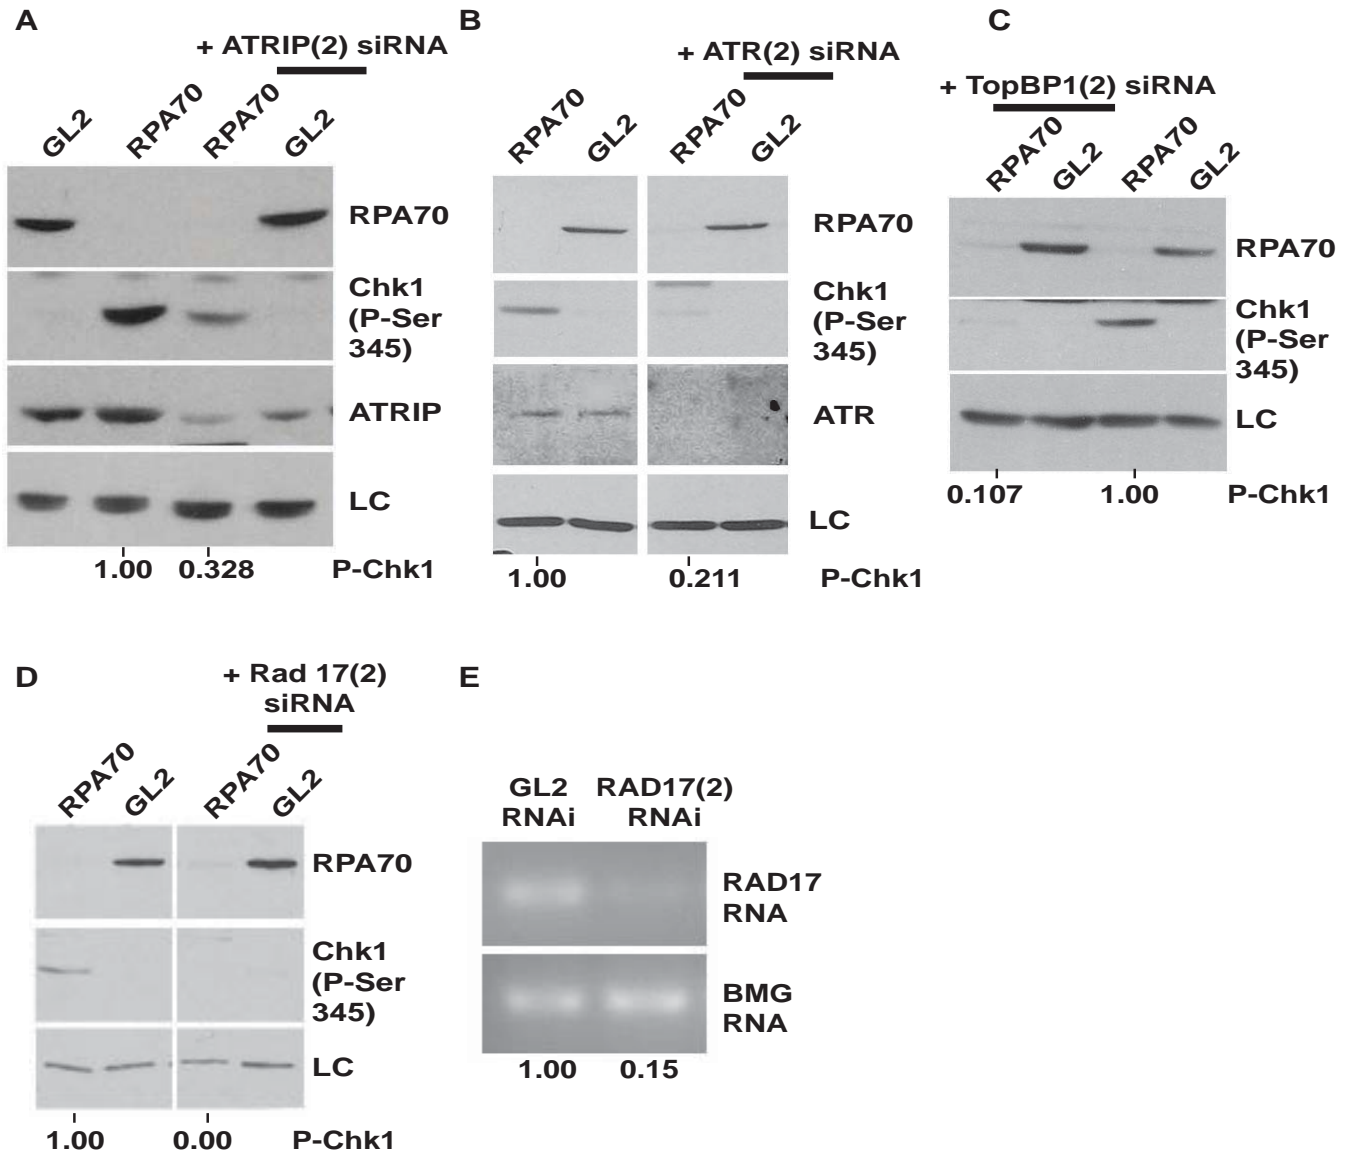 A
+ ATRIP(2) siRNA
GL2
RPA70
RPA70
GL2
RPA70
Chk1
(P-Ser
345)
ATRIP
LC
1.00 0.328 P-Chk1
B
+ ATR(2) siRNA
RPA70
GL2
RPA70
GL2
RPA70
Chk1
(P-Ser
345)
ATR
LC
1.00 0.211 P-Chk1
C
+ TopBP1(2) siRNA
RPA70
GL2
RPA70
GL2
RPA70
Chk1
(P-Ser
345)
LC
0.107 1.00 P-Chk1
D
+ Rad 17(2)
siRNA
RPA70
GL2
RPA70
GL2
RPA70
Chk1
(P-Ser
345)
LC
1.00 0.00 P-Chk1
E
GL2 RAD17(2)
RNAi RNAi
RAD17
RNA
BMG
RNA
1.00 0.15